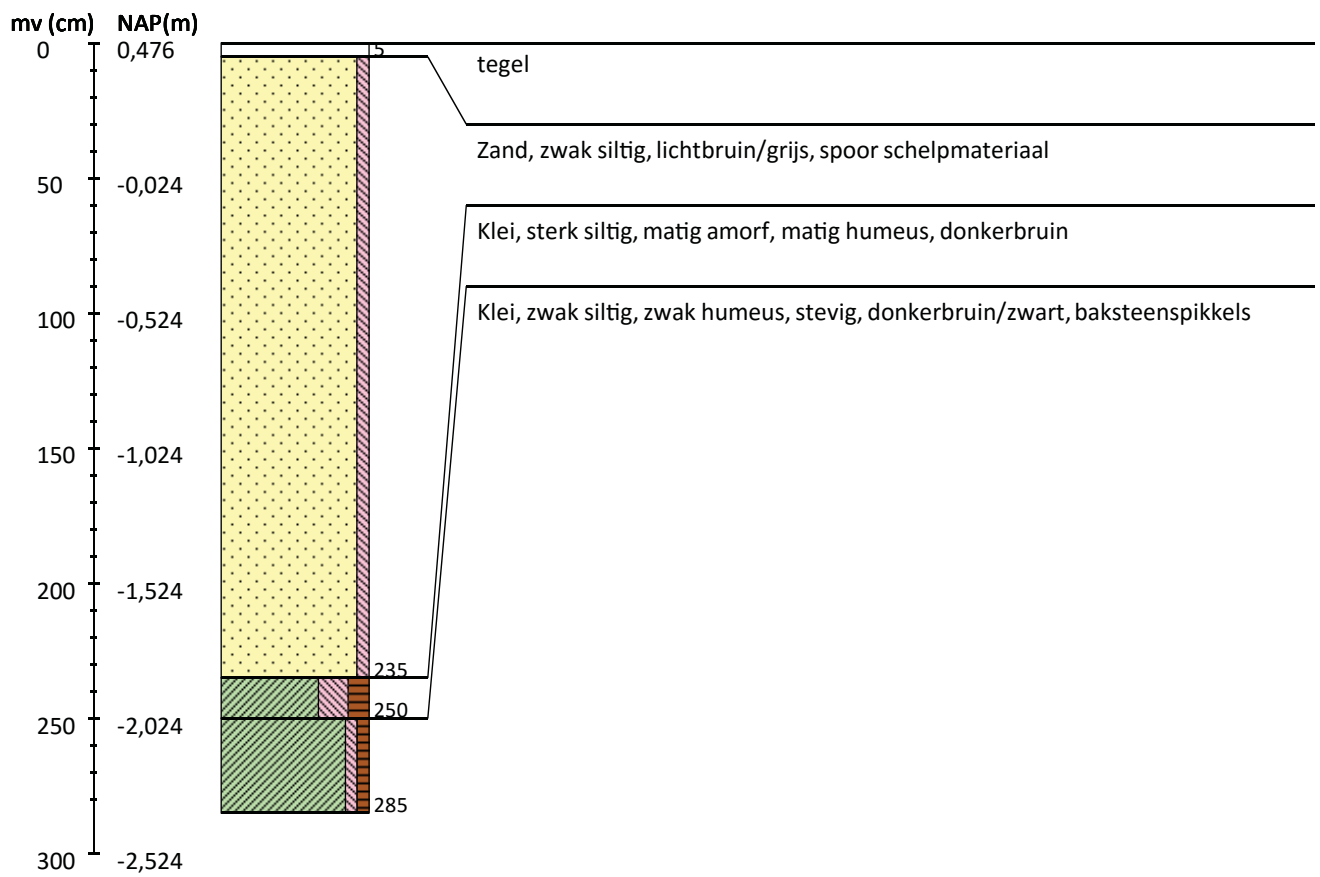 mv (cm) NAP(m)
0 0,476
5
tegel
Zand, zwak siltig, lichtbruin/grijs, spoor schelpmateriaal
50 -0,024
Klei, sterk siltig, matig amorf, matig humeus, donkerbruin
100 -0,524
Klei, zwak siltig, zwak humeus, stevig, donkerbruin/zwart, baksteenspikkels
150 -1,024
200 -1,524
235
250
250 -2,024
285
300 -2,524